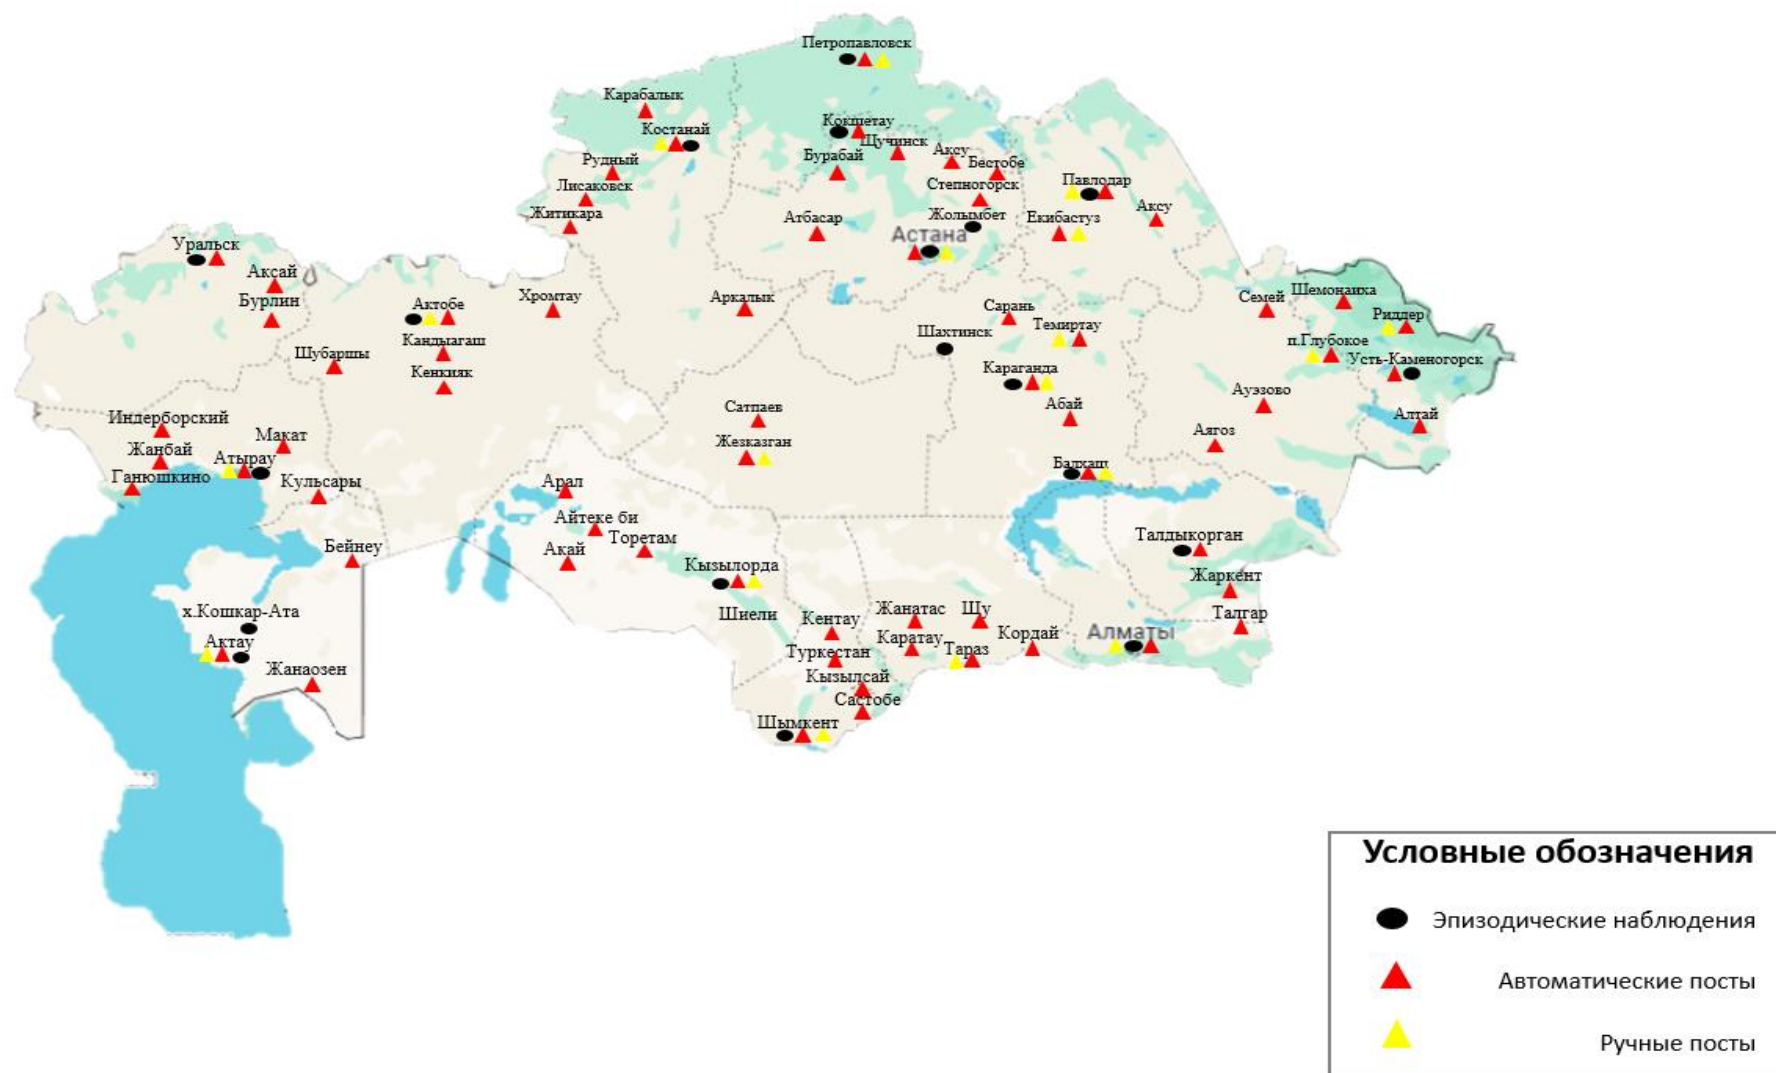 Петропавловск
Карабалык
Костанай
Кокшетау
Щучинск
Рудный
Бурабай
Аксу
Бестобе
Лисаковск
Степногорск
Павлодар
Житикара
Атбасар
Жолымбет
Екибастуз
Аксу
Астана
Уральск
Аксай
Бурлин
Актобе
Хромтау
Аркалык
Сарань
Семей
Шемонаиха
Риддер
Кандыагаш
Шахтинск
Темиртау
п.Глубокое
Усть-Каменогорск
Шубаршы
Кенкияк
Караганда
Абай
Ауэзово
Алтай
Сатпаев
Жезказган
Аягоз
Индерборский
Жанбай
Макат
Атырау
Ганюшкино
Кульсары
Балхаш
Арал
Айтеке би
Торетам
Акай
Бейнеу
Кызылорда
Талдыкорган
Жаркент
Шиели
Кентау
Жанатас
Шу
Талгар
х.Кошкар-Ата
Актау
Каратау
Тараз
Кордай
Алматы
Жанаозен
Туркестан
Кызылсай
Састобе
Шымкент
Условные обозначения
Эпизодические наблюдения
Автоматические посты
Ручные посты